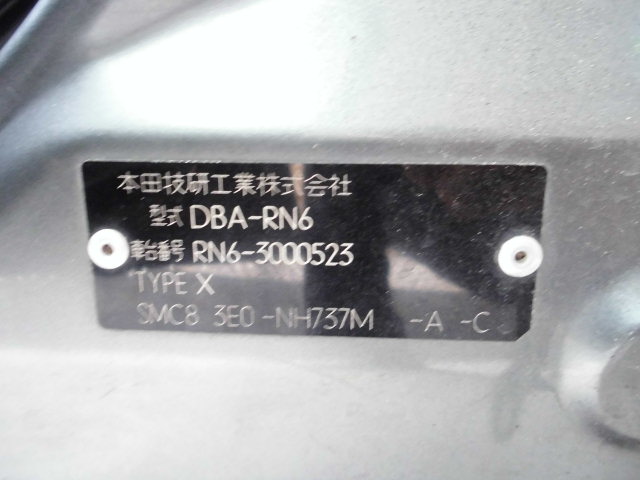 本田技研工業株式会社
型式 DBA-RN6
車台番号 RN6-3000523
TYPE X
SMC8 3E0 -NH737M -A -C